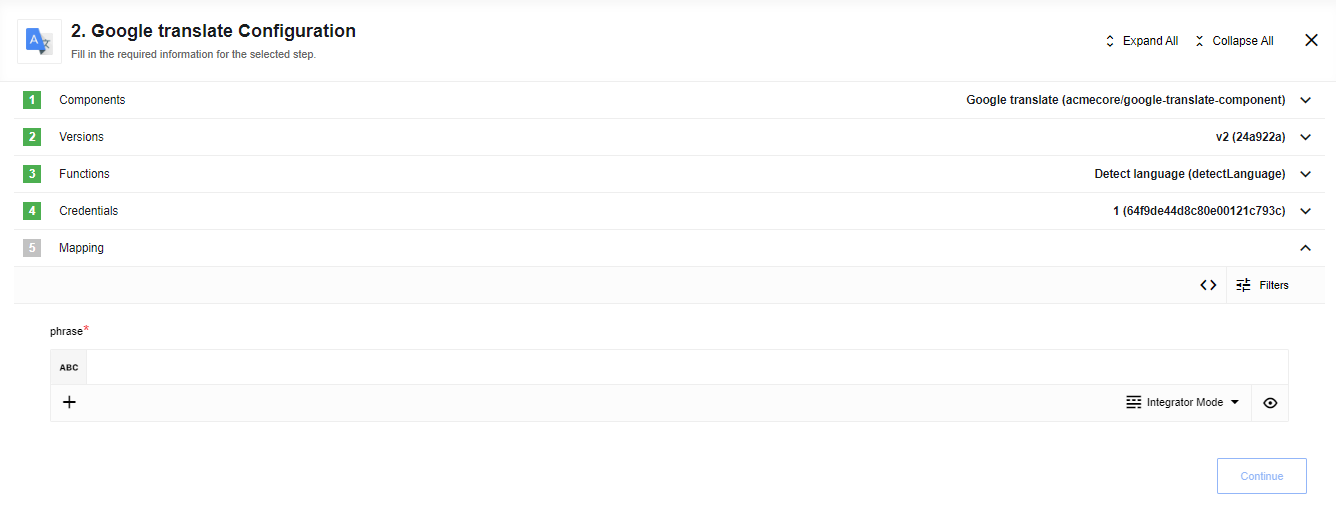 2. Google translate Configuration
Fill in the required information for the selected step.
Expand All
Collapse All
1 Components Google translate (acmecore/google-translate-component)
2 Versions v2 (24a922a)
3 Functions Detect language (detectLanguage)
4 Credentials 1 (64f9de44d8c80e00121c793c)
5 Mapping
Filters
phrase*
ABC
Integrator Mode
Continue